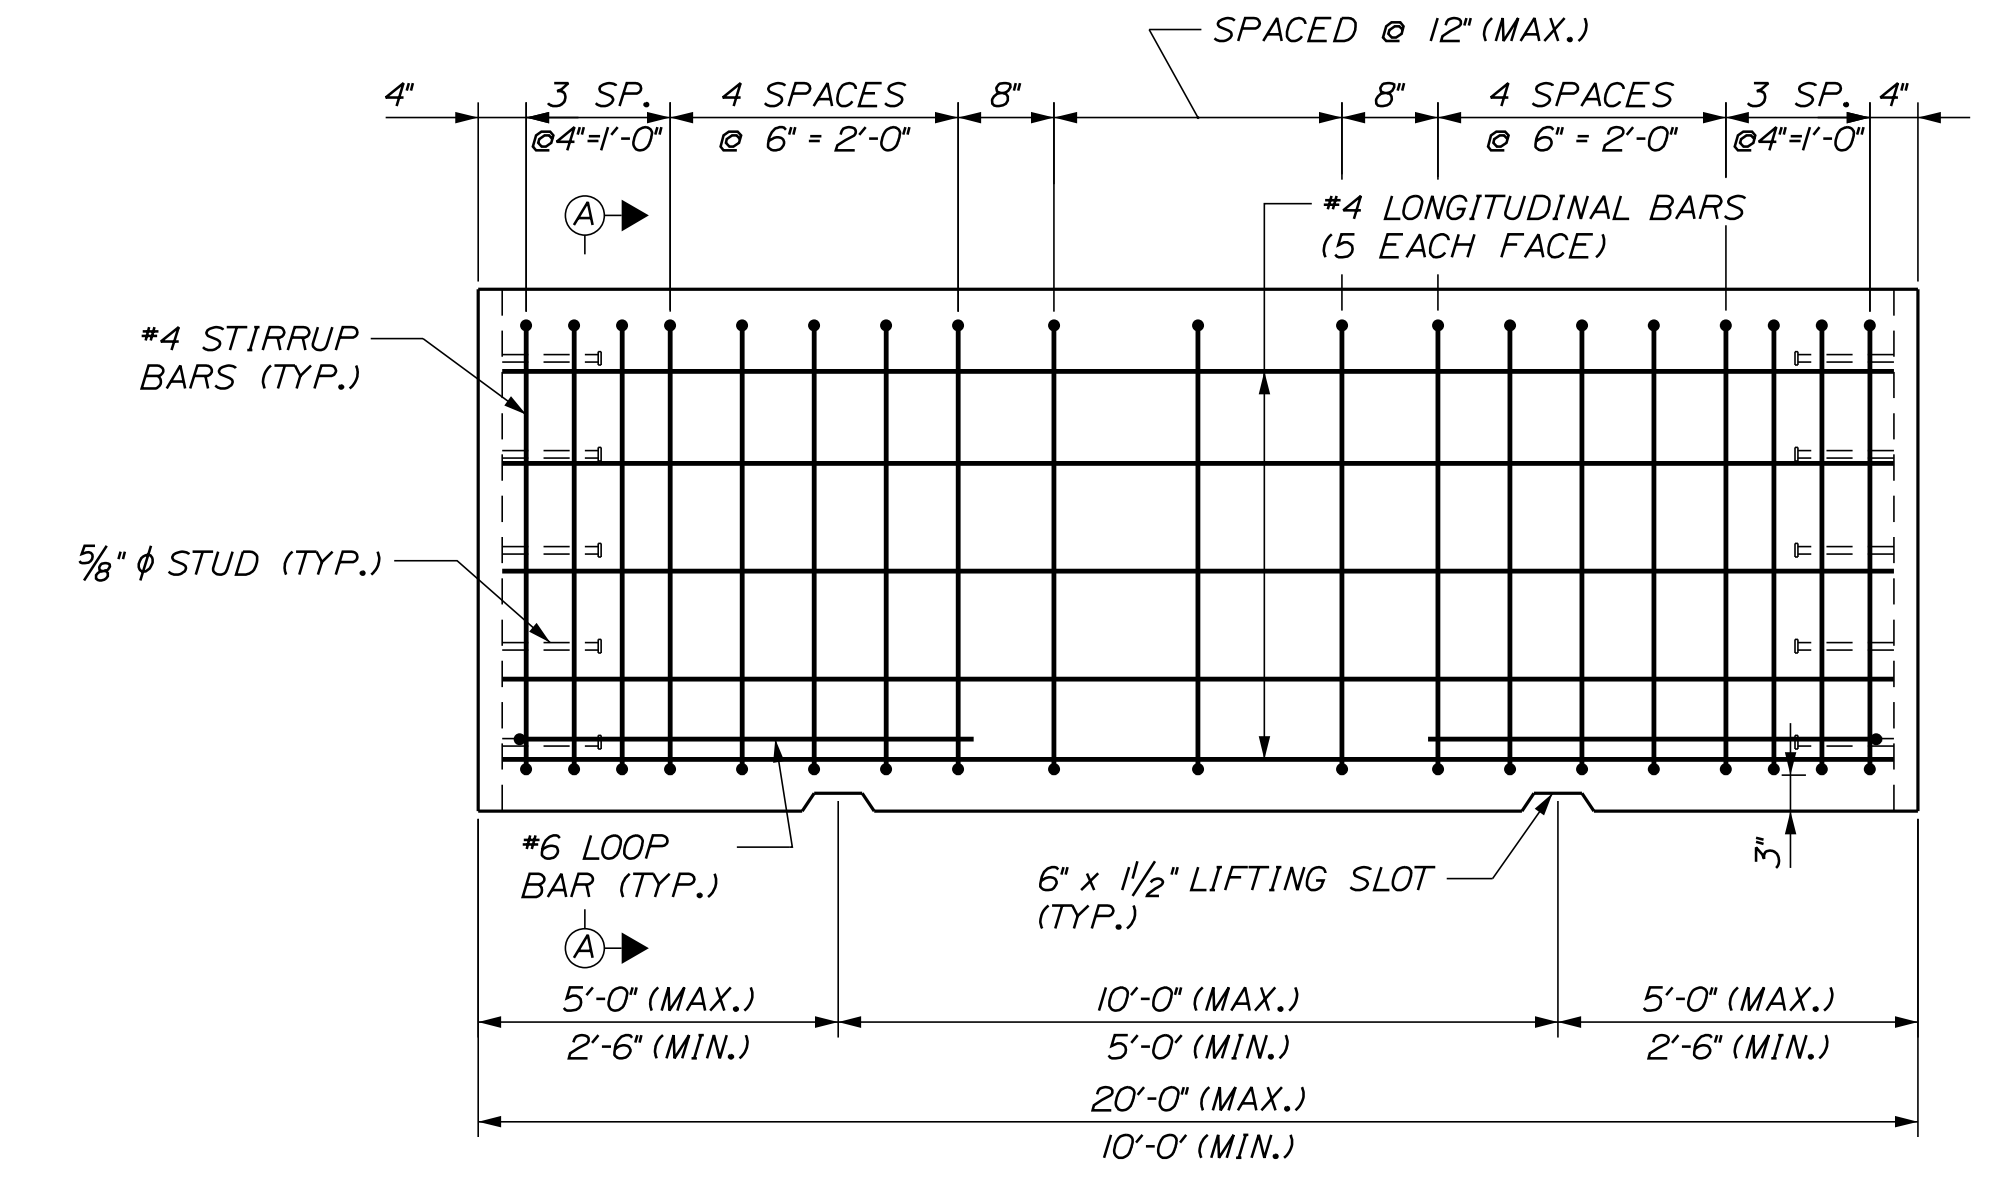 SPACED @ 12" (MAX.)
4"
3 SP.
@4"=1'-0"
4 SPACES
@ 6" = 2'-0"
8"
8"
4 SPACES
@ 6" = 2'-0"
3 SP.
@4"=1'-0"
4"
A
#4 LONGITUDINAL BARS
(5 EACH FACE)
#4 STIRRUP
BARS (TYP.)
5/8" ϕ STUD (TYP.)
#6 LOOP
BAR (TYP.)
6" x 1 1/2" LIFTING SLOT
(TYP.)
3"
A
5'-0" (MAX.)
2'-6" (MIN.)
10'-0" (MAX.)
5'-0' (MIN.)
5'-0" (MAX.)
2'-6" (MIN.)
20'-0" (MAX.)
10'-0' (MIN.)